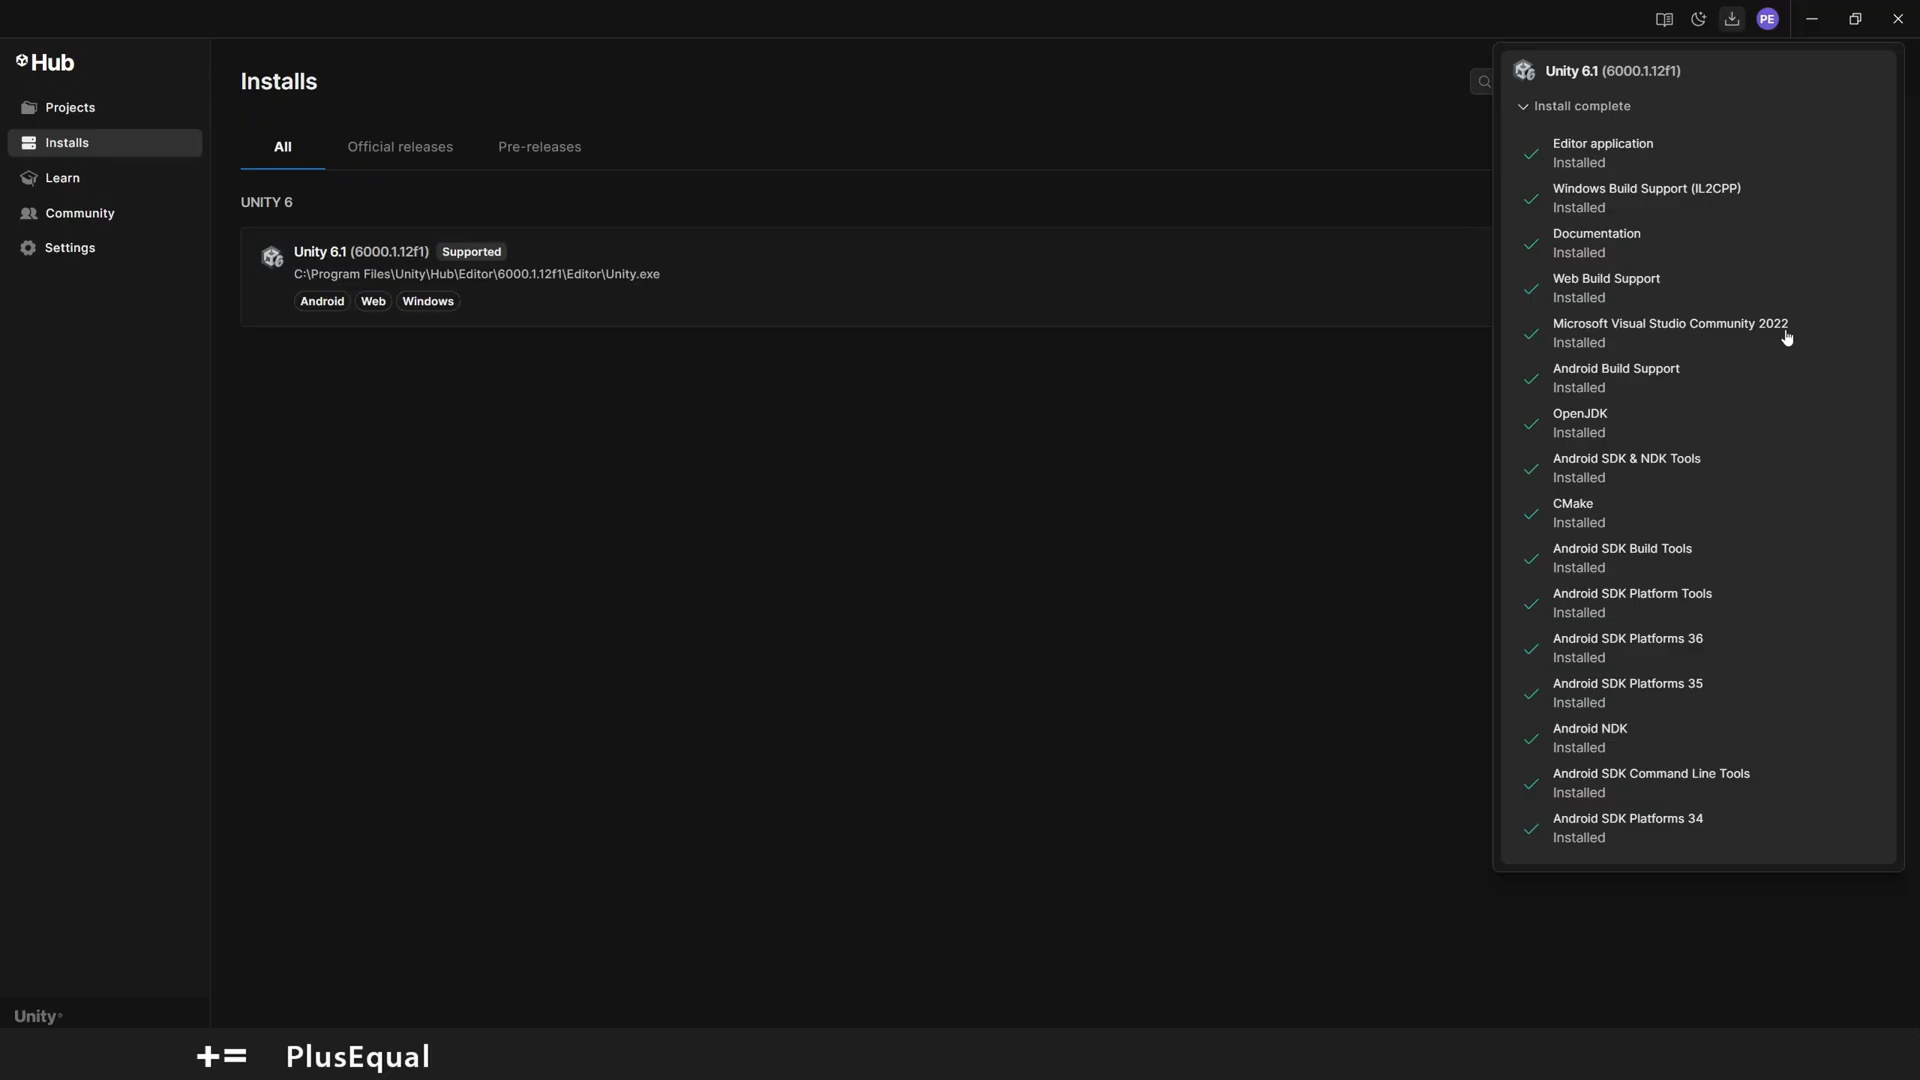 PE
Hub
Projects
Installs
Learn
Community
Settings
Installs
All
Official releases
Pre-releases
UNITY 6
Unity 6.1 (6000.1.12f1) Supported
C:\Program Files\Unity\Hub\Editor\6000.1.12f1\Editor\Unity.exe
Android Web Windows
Unity 6.1 (6000.1.12f1)
Install complete
Editor application
Installed
Windows Build Support (IL2CPP)
Installed
Documentation
Installed
Web Build Support
Installed
Microsoft Visual Studio Community 2022
Installed
Android Build Support
Installed
OpenJDK
Installed
Android SDK & NDK Tools
Installed
CMake
Installed
Android SDK Build Tools
Installed
Android SDK Platform Tools
Installed
Android SDK Platforms 36
Installed
Android SDK Platforms 35
Installed
Android NDK
Installed
Android SDK Command Line Tools
Installed
Android SDK Platforms 34
Installed
Unity®
+= PlusEqual